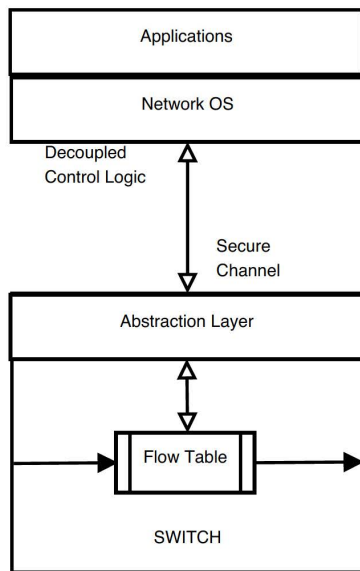 Applications
Network OS
Decoupled
Control Logic
Secure
Channel
Abstraction Layer
Flow Table
SWITCH